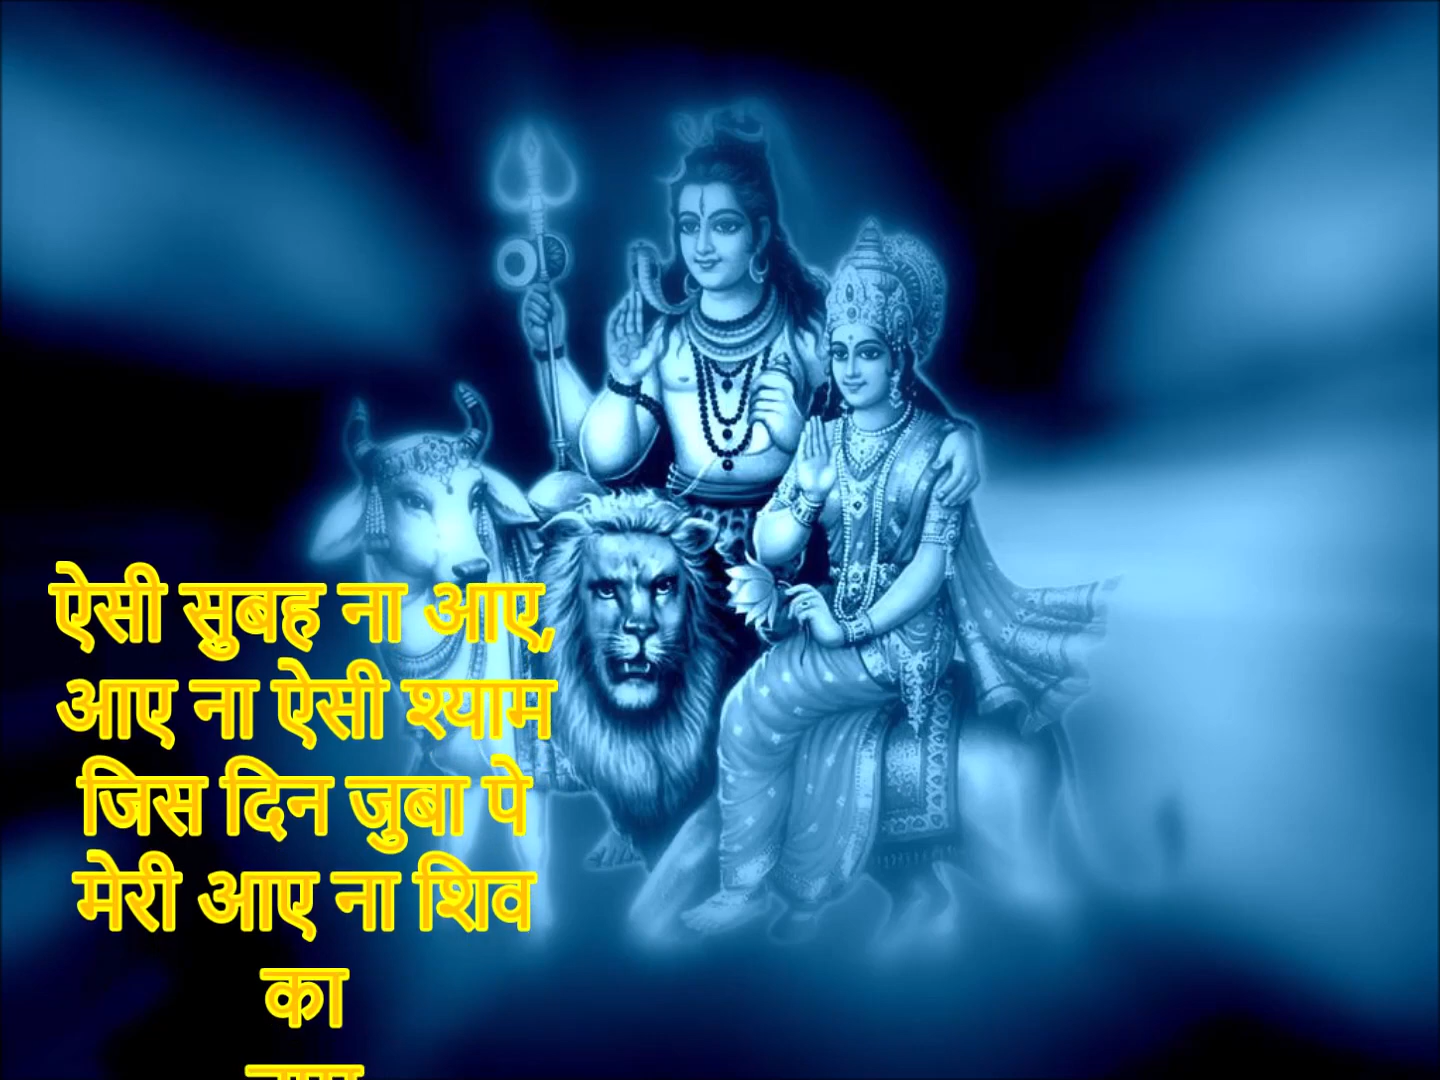 ऐसी सुबह ना आए,
आए ना ऐसी श्याम
जिस दिन जुबा पे
मेरी आए ना शिव
का